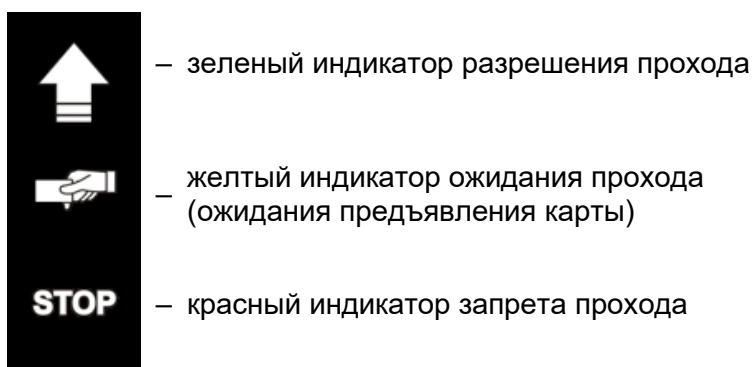 – зеленый индикатор разрешения прохода
– желтый индикатор ожидания прохода
(ожидания предъявления карты)
STOP – красный индикатор запрета прохода